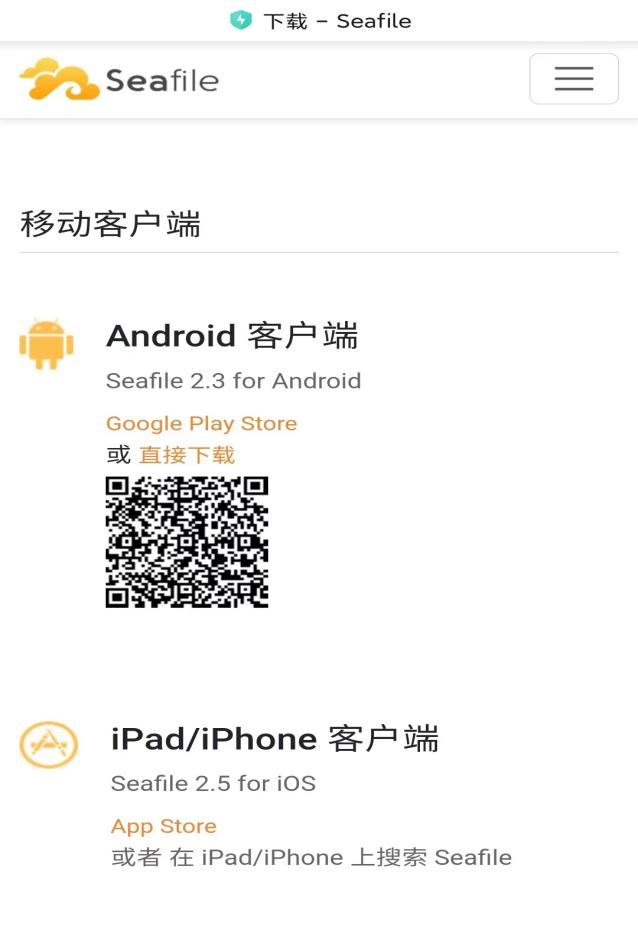 下载 – Seafile
Seafile
移动客户端
Android 客户端
Seafile 2.3 for Android
Google Play Store
或 直接下载
iPad/iPhone 客户端
Seafile 2.5 for iOS
App Store
或者 在 iPad/iPhone 上搜索 Seafile